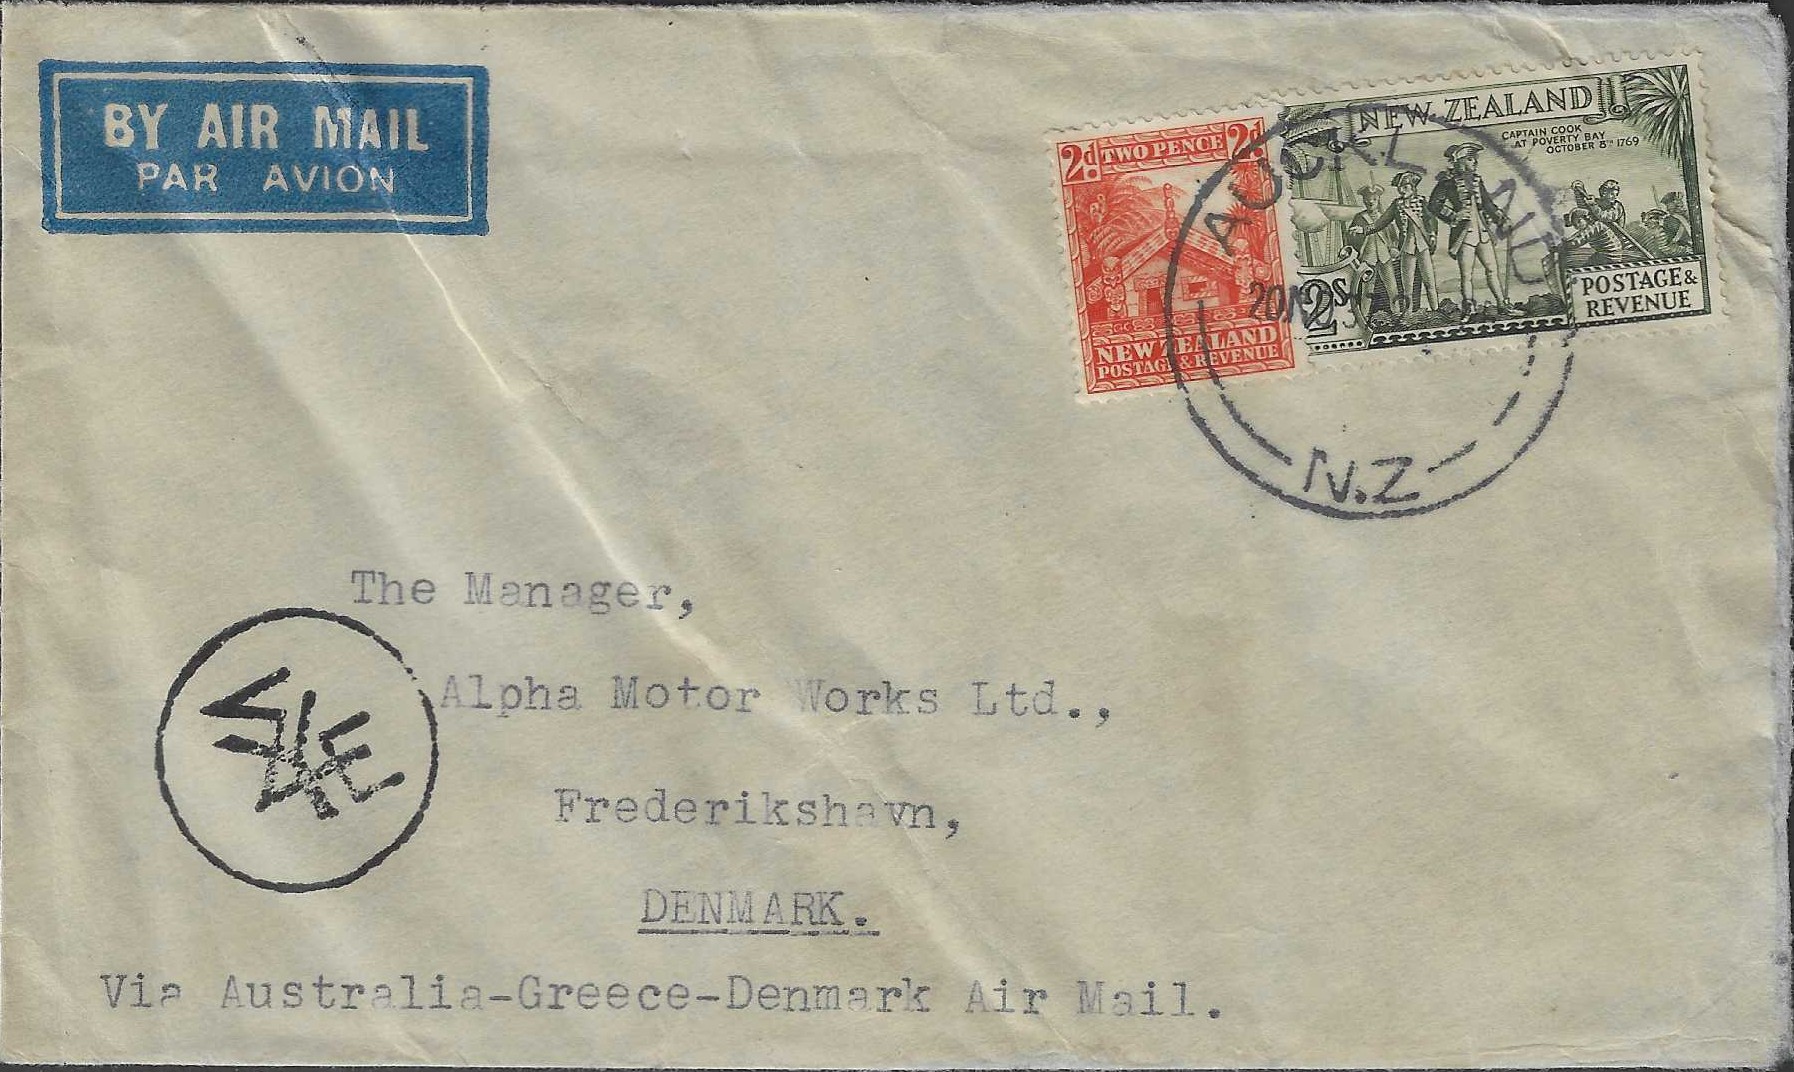 BY AIR MAIL
PAR AVION
2d TWO PENCE 2d
NEW ZEALAND
POSTAGE & REVENUE
NEW ZEALAND
CAPTAIN COOK
AT POVERTY BAY
OCTOBER 8TH 1769
2s
POSTAGE &
REVENUE
AUCKLAND
N.Z
The Manager,
Alpha Motor Works Ltd.,
Frederikshavn,
DENMARK.
Via Australia-Greece-Denmark Air Mail.